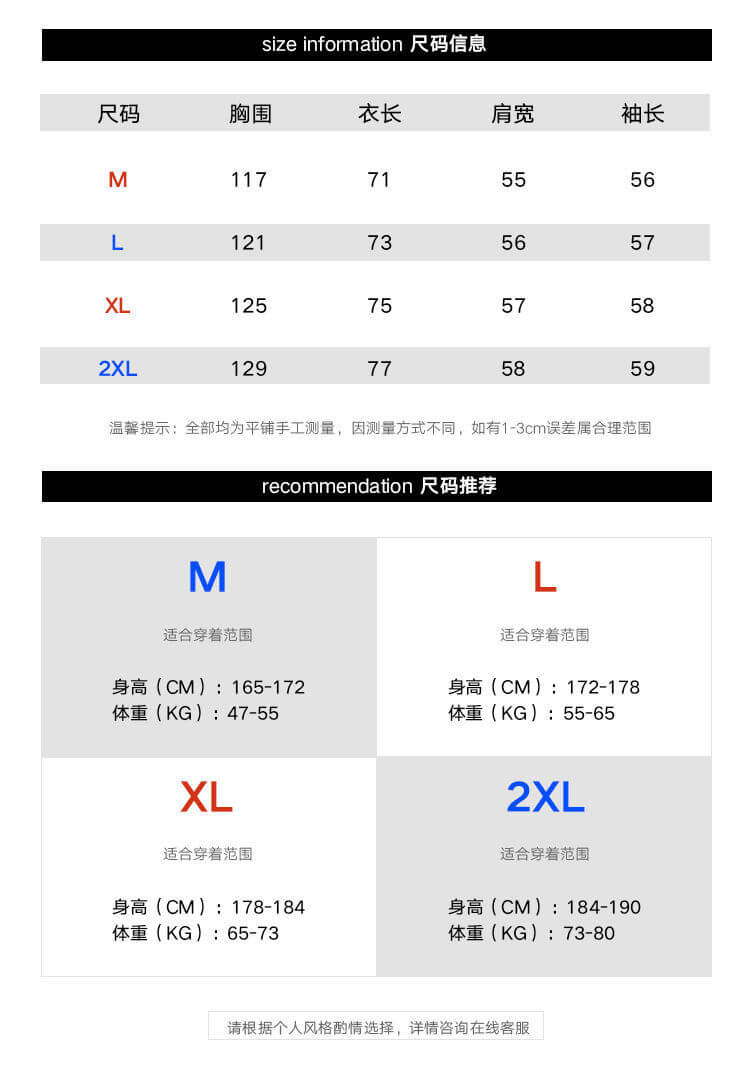 size information 尺码信息
尺码 胸围 衣长 肩宽 袖长
M 117 71 55 56
L 121 73 56 57
XL 125 75 57 58
2XL 129 77 58 59
温馨提示：全部均为平铺手工测量，因测量方式不同，如有1-3cm误差属合理范围
recommendation 尺码推荐
M
适合穿着范围
身高（CM）：165-172
体重（KG）：47-55
L
适合穿着范围
身高（CM）：172-178
体重（KG）：55-65
XL
适合穿着范围
身高（CM）：178-184
体重（KG）：65-73
2XL
适合穿着范围
身高（CM）：184-190
体重（KG）：73-80
请根据个人风格酌情选择，详情咨询在线客服